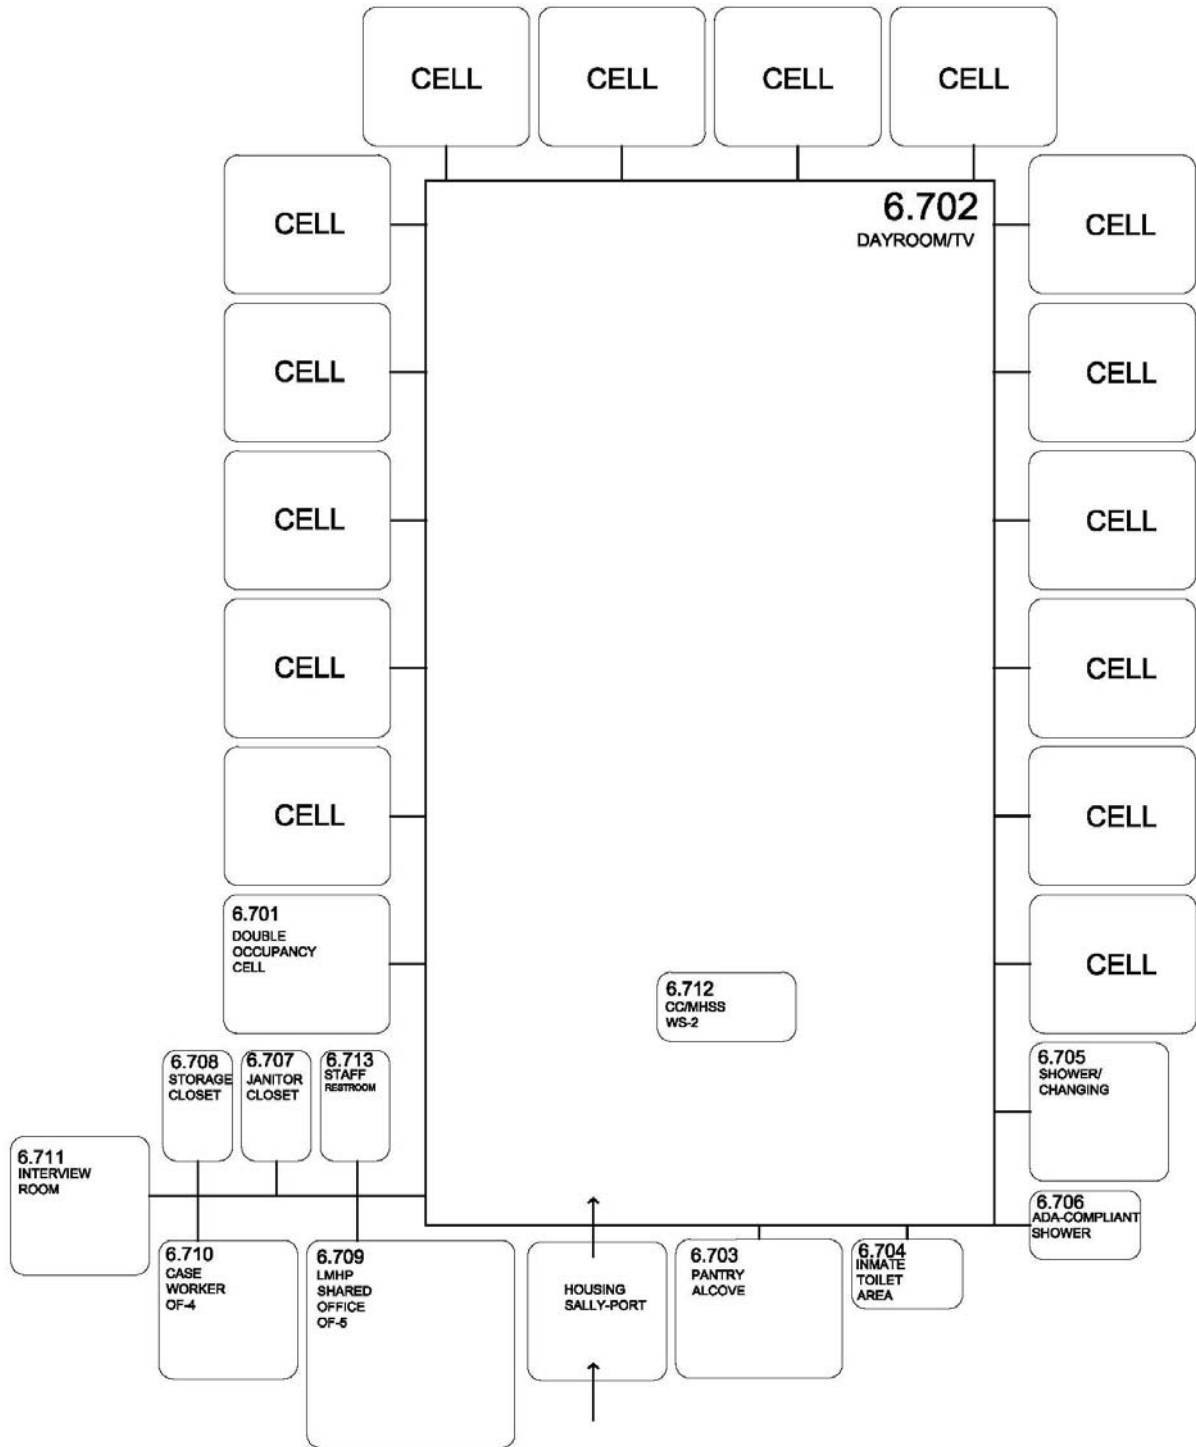 CELL
CELL
CELL
CELL
6.702
DAYROOM/TV
CELL
CELL
CELL
CELL
CELL
CELL
CELL
CELL
CELL
CELL
6.701
DOUBLE
OCCUPANCY
CELL
CELL
6.712
CC/MHSS
WS-2
6.708
STORAGE
CLOSET
6.707
JANITOR
CLOSET
6.713
STAFF
RESTROOM
6.705
SHOWER/
CHANGING
6.711
INTERVIEW
ROOM
6.706
ADA-COMPLIANT
SHOWER
6.710
CASE
WORKER
OF-4
6.709
LMHP
SHARED
OFFICE
OF-5
HOUSING
SALLY-PORT
6.703
PANTRY
ALCOVE
6.704
INMATE
TOILET
AREA